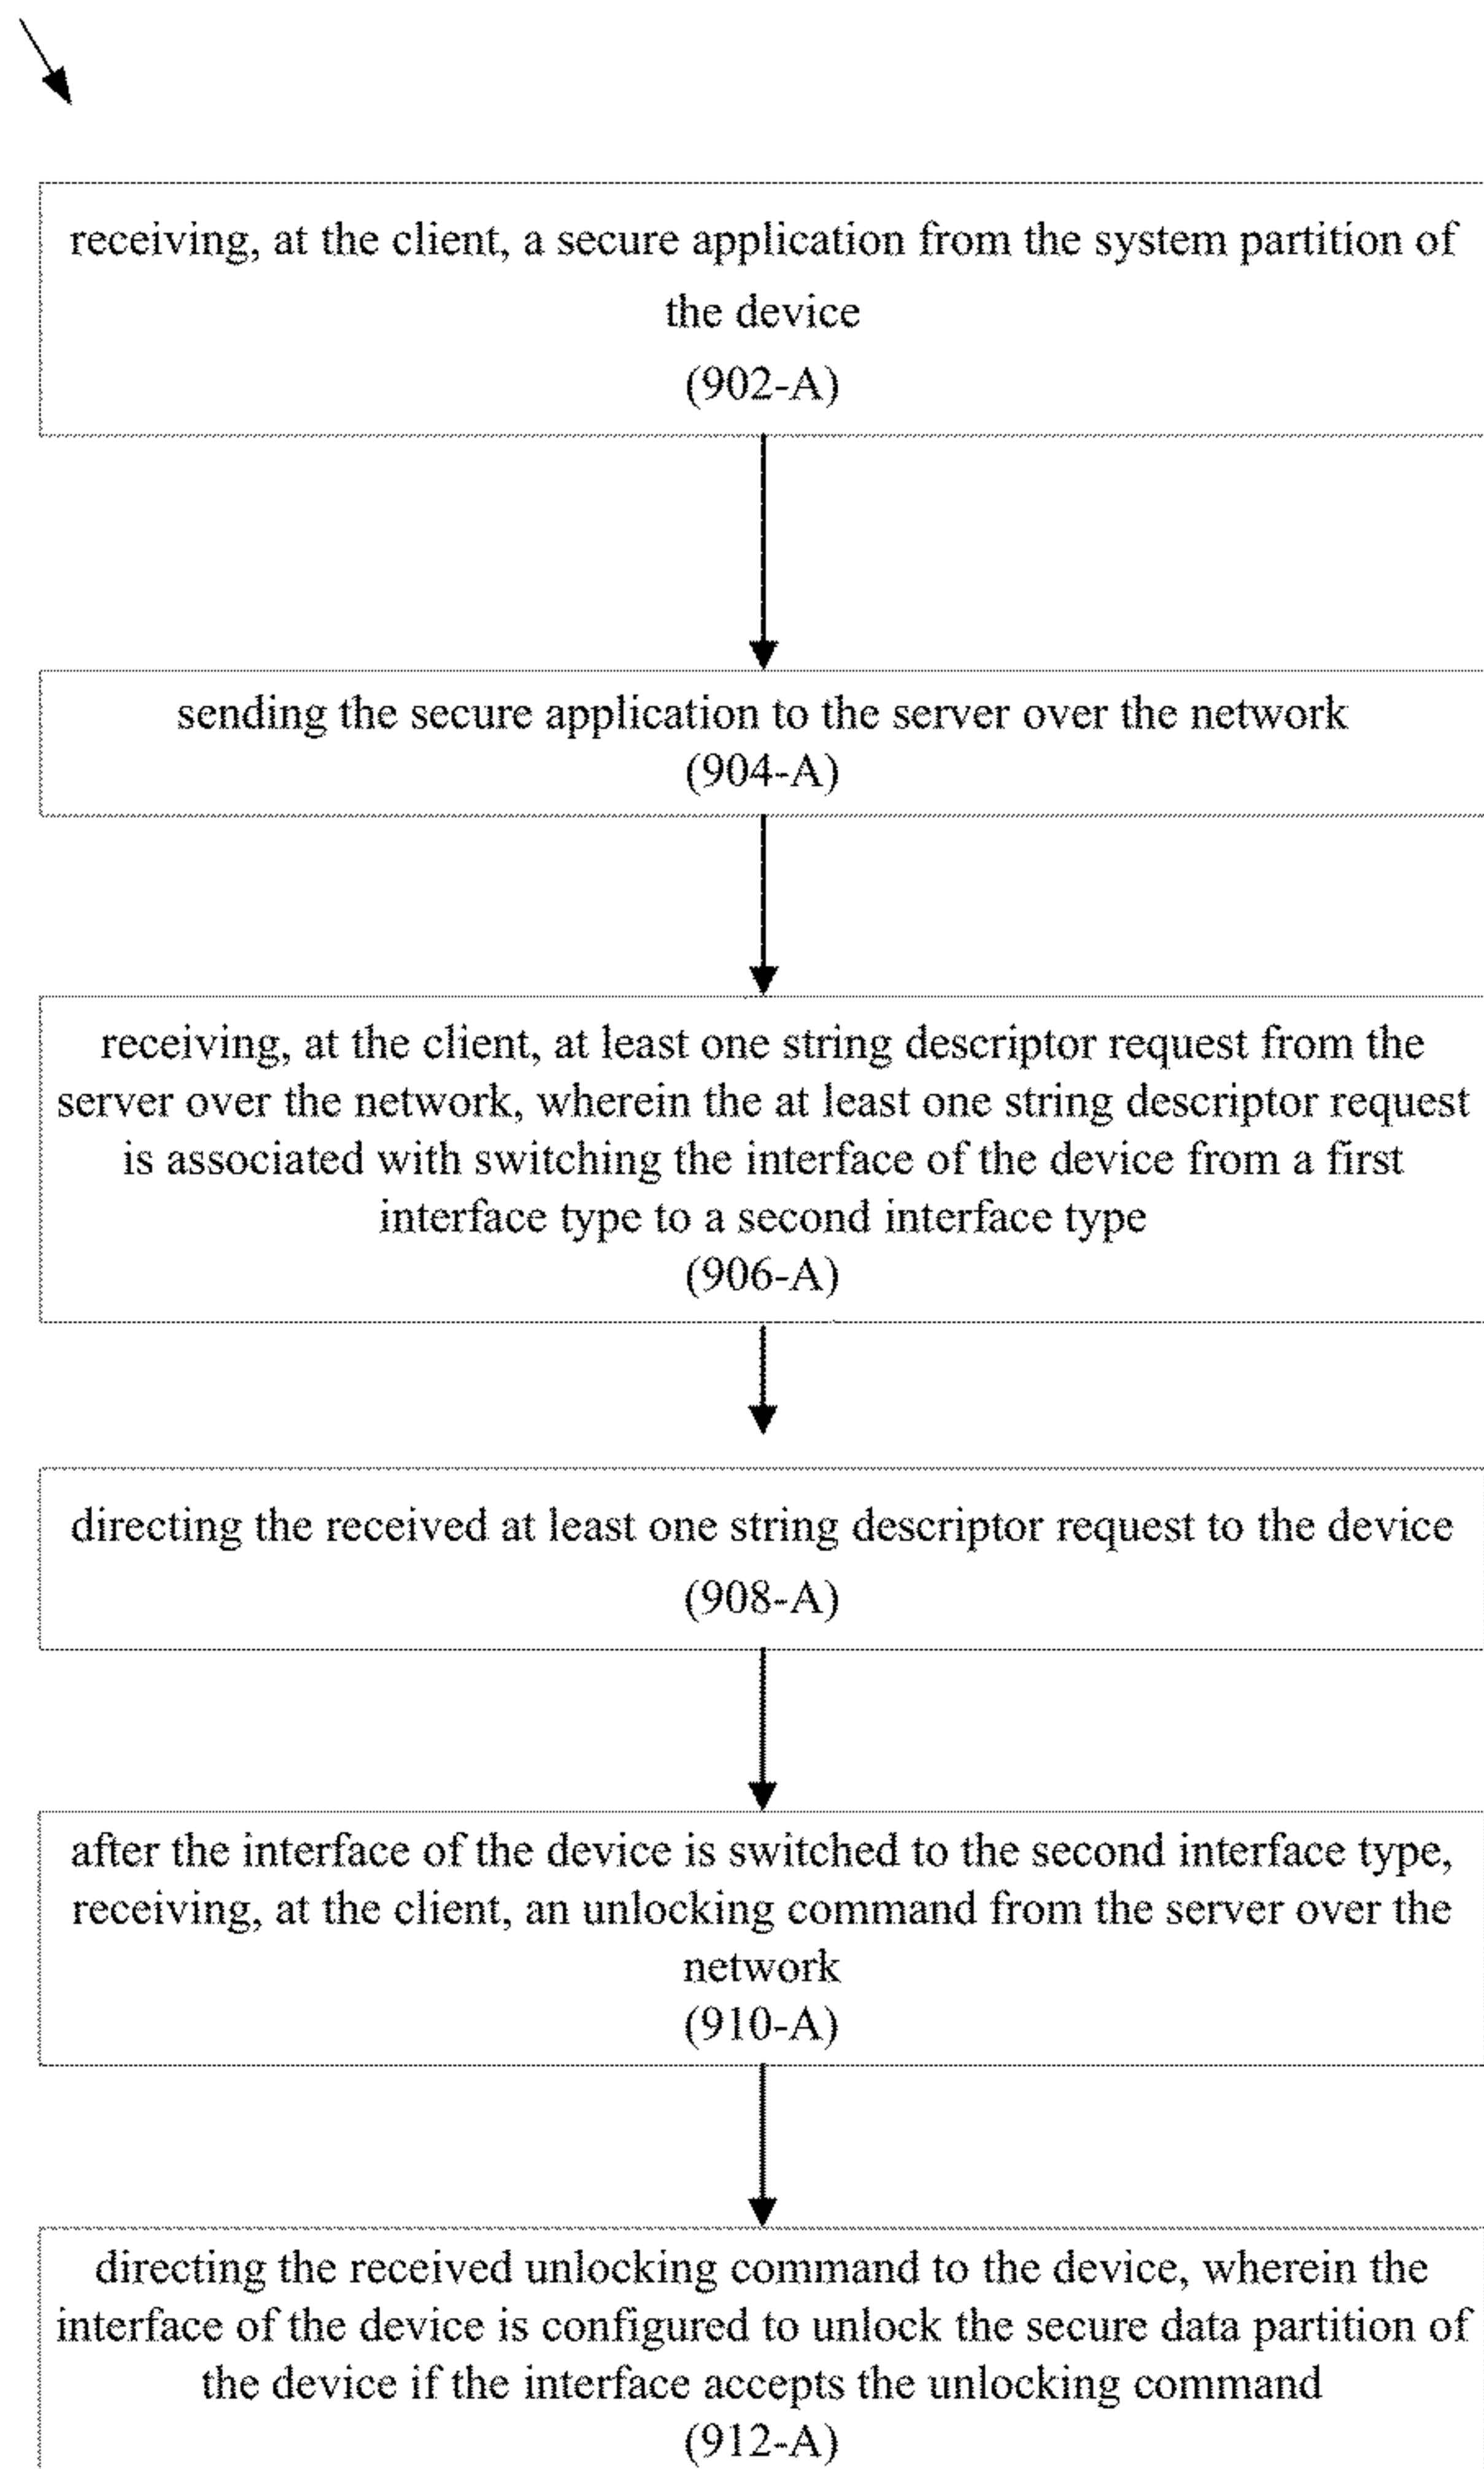 receiving, at the client, a secure application from the system partition of
the device
(902-A)
sending the secure application to the server over the network
(904-A)
receiving, at the client, at least one string descriptor request from the
server over the network, wherein the at least one string descriptor request
is associated with switching the interface of the device from a first
interface type to a second interface type
(906-A)
directing the received at least one string descriptor request to the device
(908-A)
after the interface of the device is switched to the second interface type,
receiving, at the client, an unlocking command from the server over the
network
(910-A)
directing the received unlocking command to the device, wherein the
interface of the device is configured to unlock the secure data partition of
the device if the interface accepts the unlocking command
(912-A)